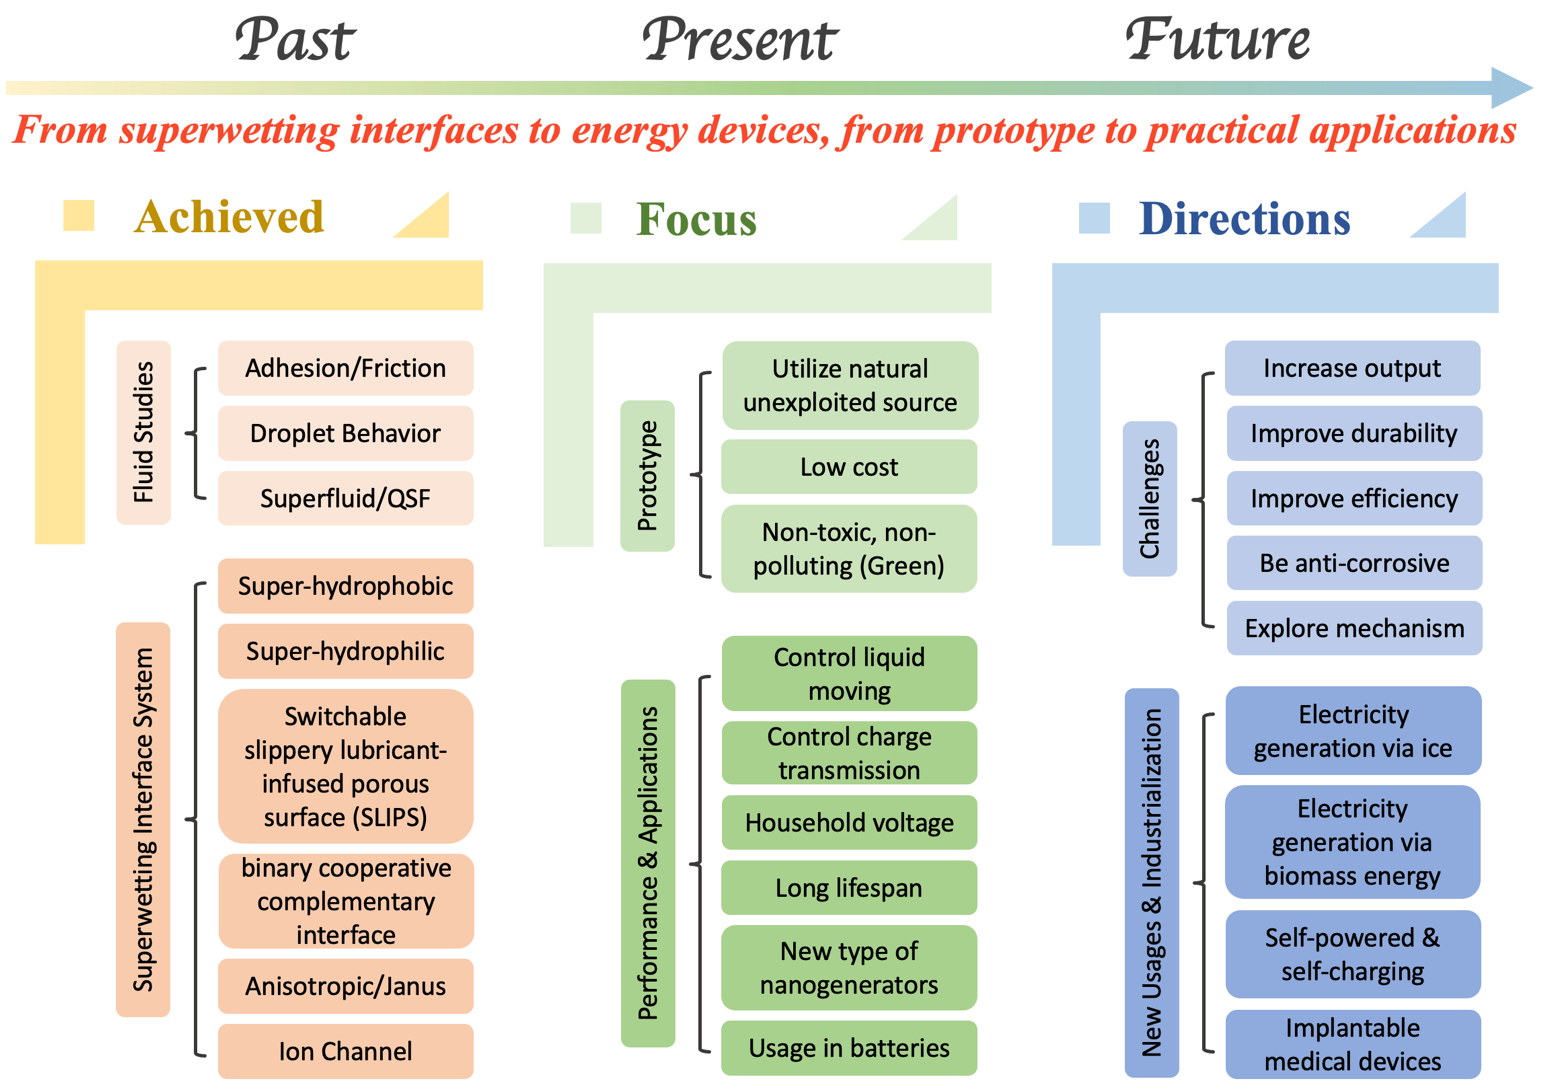 Past
Present
Future
From superwetting interfaces to energy devices, from prototype to practical applications
Achieved
Fluid Studies
Adhesion/Friction
Droplet Behavior
Superfluid/QSF
Superwetting Interface System
Super-hydrophobic
Super-hydrophilic
Switchable
slippery lubricant-
infused porous
surface (SLIPS)
binary cooperative
complementary
interface
Anisotropic/Janus
Ion Channel
Focus
Prototype
Utilize natural
unexploited source
Low cost
Non-toxic, non-
polluting (Green)
Performance & Applications
Control liquid
moving
Control charge
transmission
Household voltage
Long lifespan
New type of
nanogenerators
Usage in batteries
Directions
Challenges
Increase output
Improve durability
Improve efficiency
Be anti-corrosive
Explore mechanism
New Usages & Industrialization
Electricity
generation via ice
Electricity
generation via
biomass energy
Self-powered &
self-charging
Implantable
medical devices